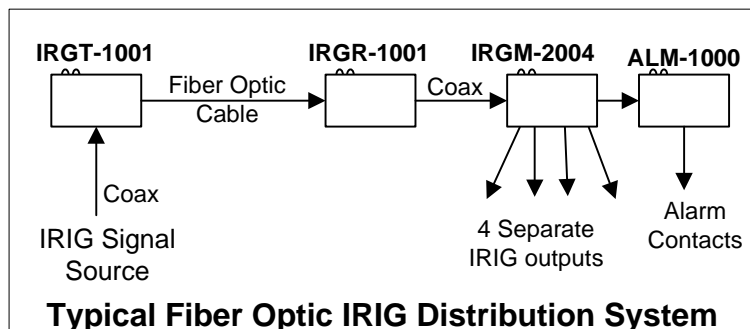 IRGT-1001
IRGR-1001
IRGM-2004
ALM-1000
Fiber Optic
Cable
Coax
Coax
IRIG Signal
Source
4 Separate
IRIG outputs
Alarm
Contacts
Typical Fiber Optic IRIG Distribution System